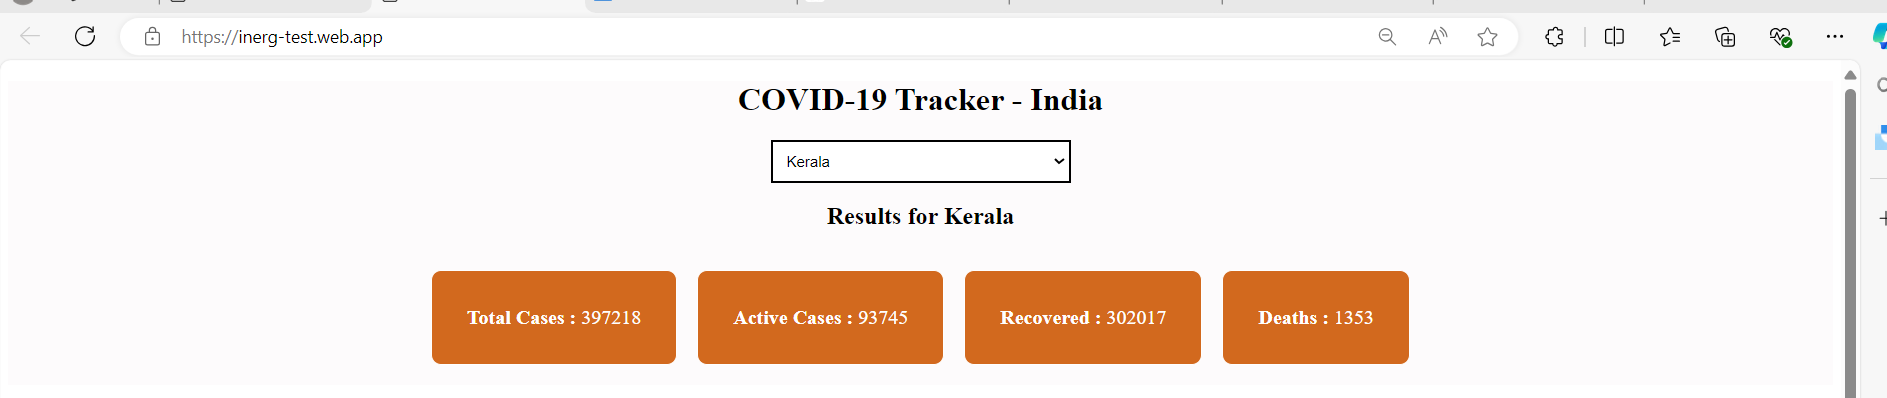 https://inerg-test.web.app
COVID-19 Tracker - India
Kerala
Results for Kerala
Total Cases : 397218
Active Cases : 93745
Recovered : 302017
Deaths : 1353